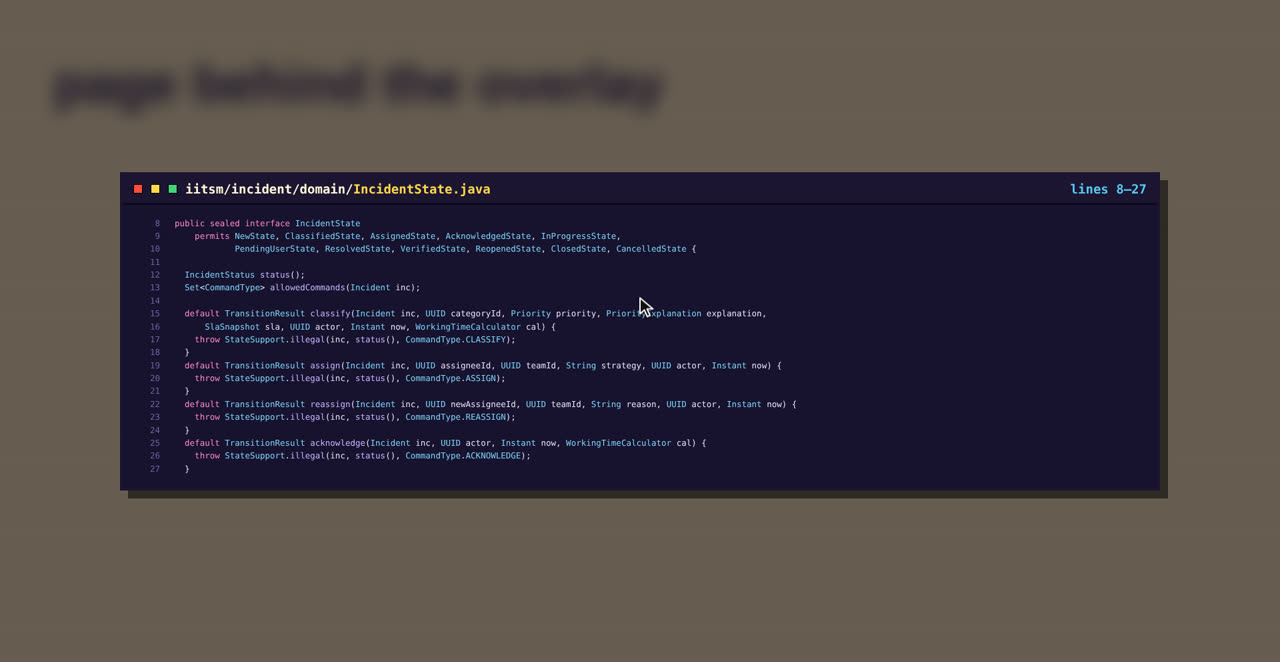 page behind the overlay
iitsm/incident/domain/IncidentState.java lines 8–27
8 public sealed interface IncidentState
9 permits NewState, ClassifiedState, AssignedState, AcknowledgedState, InProgressState,
10 PendingUserState, ResolvedState, VerifiedState, ReopenedState, ClosedState, CancelledState {
11
12 IncidentStatus status();
13 Set<CommandType> allowedCommands(Incident inc);
14
15 default TransitionResult classify(Incident inc, UUID categoryId, Priority priority, PriorityExplanation explanation,
16 SlaSnapshot sla, UUID actor, Instant now, WorkingTimeCalculator cal) {
17 throw StateSupport.illegal(inc, status(), CommandType.CLASSIFY);
18 }
19 default TransitionResult assign(Incident inc, UUID assigneeId, UUID teamId, String strategy, UUID actor, Instant now) {
20 throw StateSupport.illegal(inc, status(), CommandType.ASSIGN);
21 }
22 default TransitionResult reassign(Incident inc, UUID newAssigneeId, UUID teamId, String reason, UUID actor, Instant now) {
23 throw StateSupport.illegal(inc, status(), CommandType.REASSIGN);
24 }
25 default TransitionResult acknowledge(Incident inc, UUID actor, Instant now, WorkingTimeCalculator cal) {
26 throw StateSupport.illegal(inc, status(), CommandType.ACKNOWLEDGE);
27 }